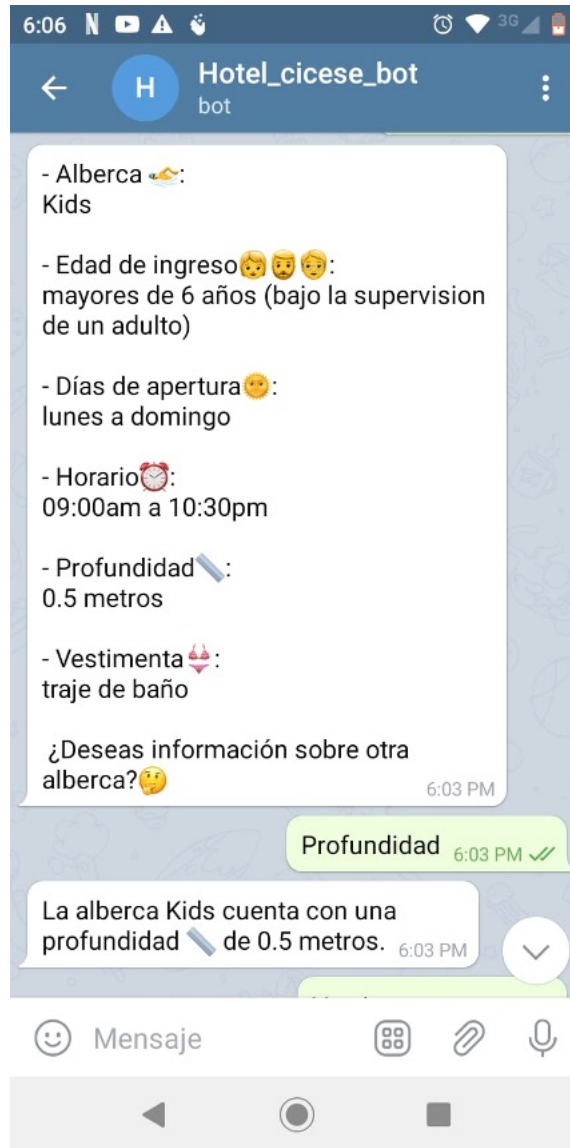 6:06
3G
H
Hotel_cicese_bot
bot
- Alberca 🏊:
Kids
- Edad de ingreso👧🧔👩:
mayores de 6 años (bajo la supervision
de un adulto)
- Días de apertura🌞:
lunes a domingo
- Horario⏰:
09:00am a 10:30pm
- Profundidad📏:
0.5 metros
- Vestimenta👙:
traje de baño
¿Deseas información sobre otra
alberca?🤔
6:03 PM
Profundidad 6:03 PM
La alberca Kids cuenta con una
profundidad 📏 de 0.5 metros. 6:03 PM
Mensaje